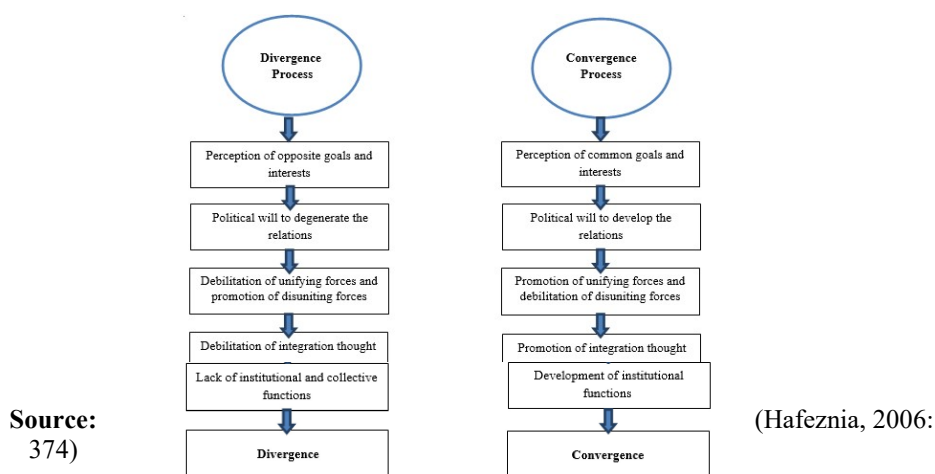 Divergence
Process
Perception of opposite goals and
interests
Political will to degenerate the
relations
Debilitation of unifying forces and
promotion of disuniting forces
Debilitation of integration thought
Lack of institutional and collective
functions
Divergence
Convergence
Process
Perception of common goals and
interests
Political will to develop the
relations
Promotion of unifying forces and
debilitation of disuniting forces
Promotion of integration thought
Development of institutional
functions
Convergence
Source: (Hafeznia, 2006:
374)